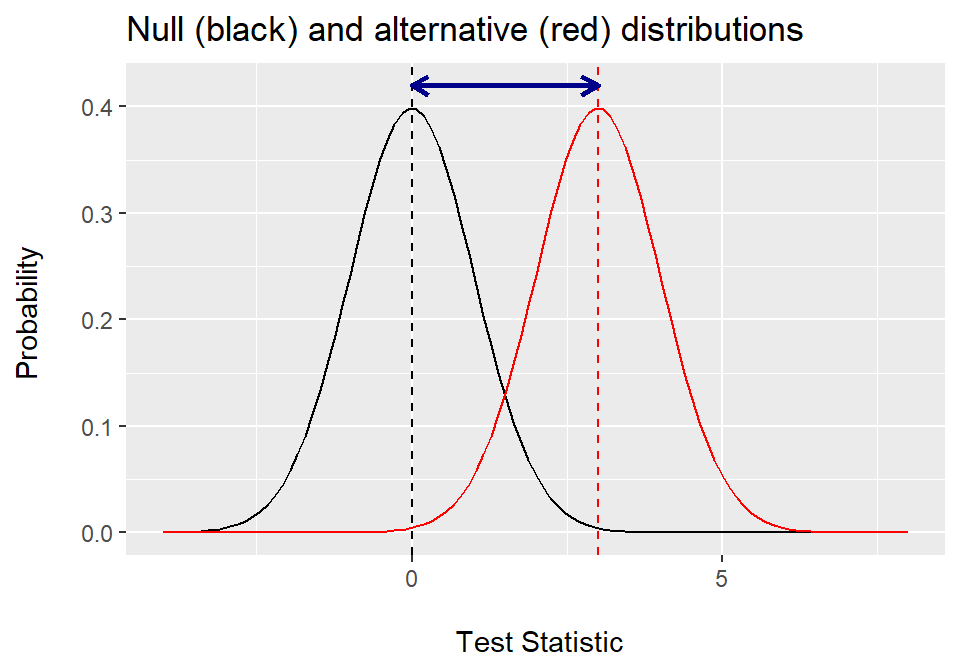 Null (black) and alternative (red) distributions
0.4
0.3
0.2
0.1
0.0
Probability
0 5
Test Statistic